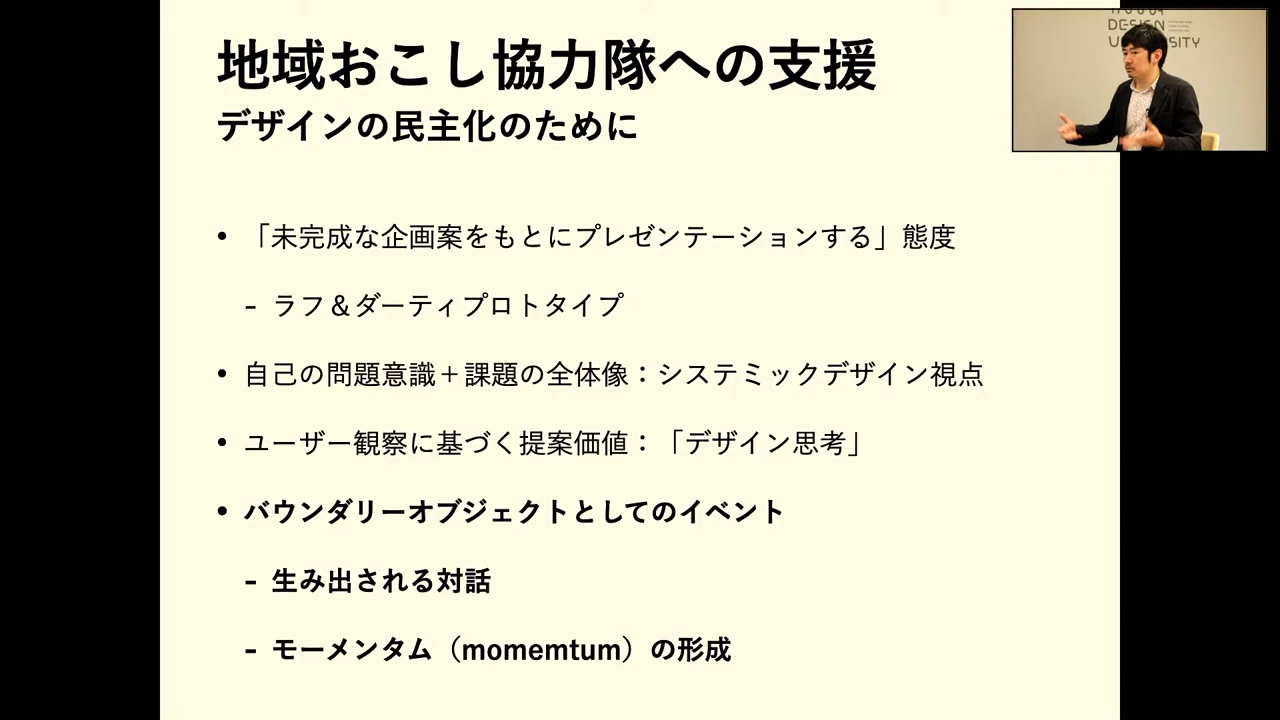 地域おこし協力隊への支援
デザインの民主化のために
• 「未完成な企画案をもとにプレゼンテーションする」態度
- ラフ＆ダーティプロトタイプ
• 自己の問題意識＋課題の全体像：システミックデザイン視点
• ユーザー観察に基づく提案価値：「デザイン思考」
• バウンダリーオブジェクトとしてのイベント
- 生み出される対話
- モーメンタム（momemtum）の形成
DESIGN